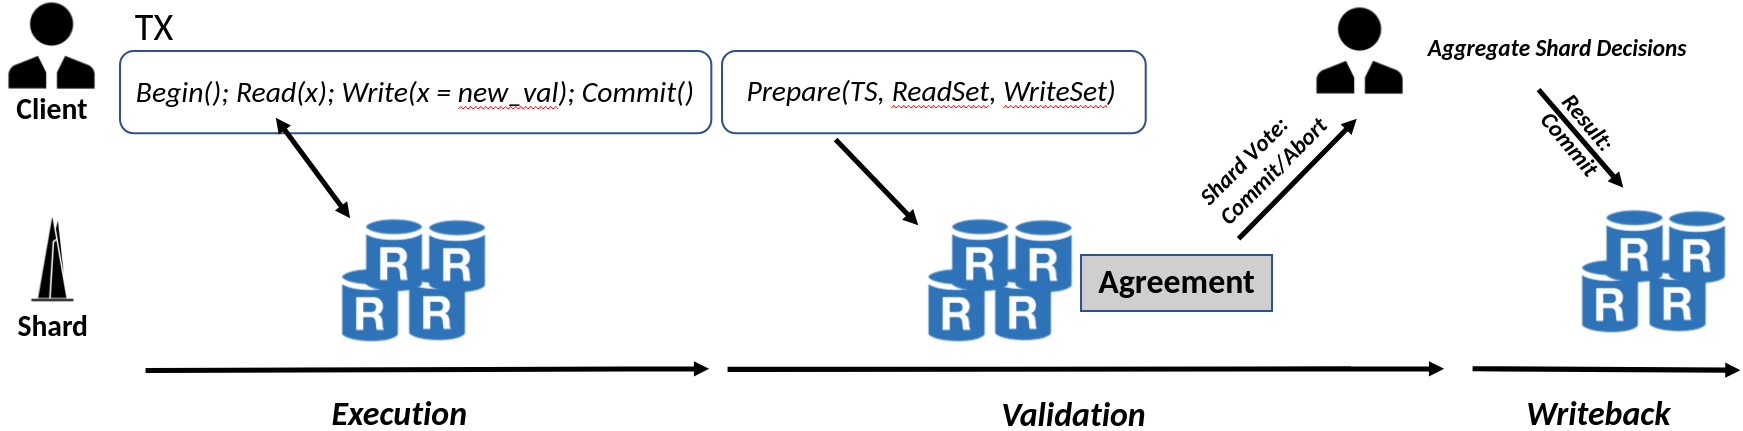 TX
Client
Begin(); Read(x); Write(x = new_val); Commit()
Prepare(TS, ReadSet, WriteSet)
Aggregate Shard Decisions
Shard Vote:
Commit/Abort
Result:
Commit
Shard
R R
R R
R R
R R
Agreement
R R
R R
Execution
Validation
Writeback